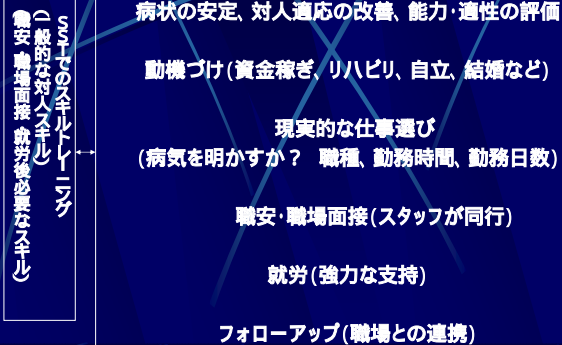 SSTでのスキルトレーニング
(一般的な対人スキル)
(職安・職場面接・就労後必要なスキル)
病状の安定、対人適応の改善、能力・適性の評価
動機づけ(資金稼ぎ、リハビリ、自立、結婚など)
現実的な仕事選び
(病気を明かすか？ 職種、勤務時間、勤務日数)
職安・職場面接(スタッフが同行)
就労(強力な支持)
フォローアップ(職場との連携)